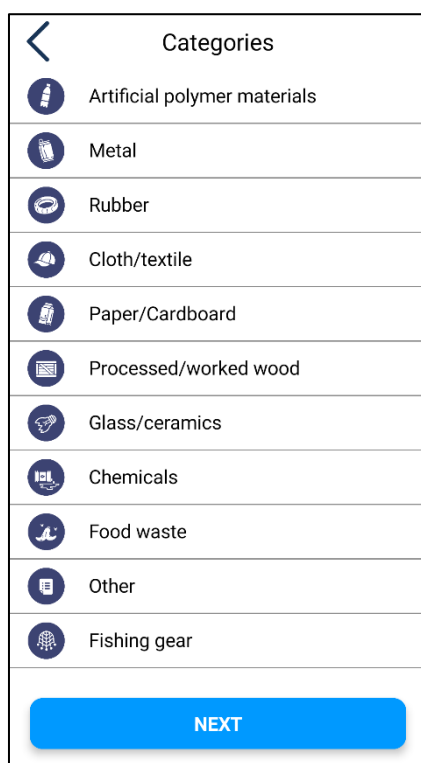 Categories
Artificial polymer materials
Metal
Rubber
Cloth/textile
Paper/Cardboard
Processed/worked wood
Glass/ceramics
Chemicals
Food waste
Other
Fishing gear
NEXT